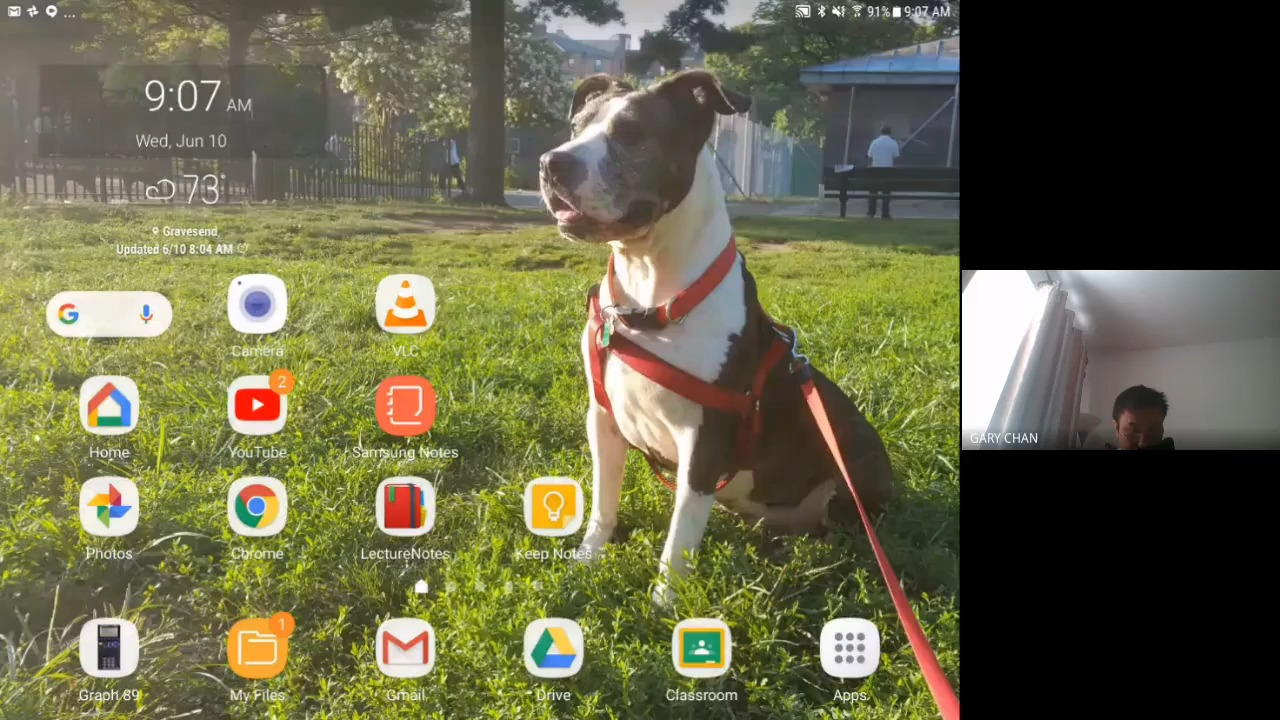 91% 9:07 AM
9:07 AM
Wed, Jun 10
73°
Gravesend
Updated 6/10 8:04 AM
Camera
VLC
2
Home
YouTube
Samsung Notes
GARY CHAN
Photos
Chrome
LectureNotes
Keep Notes
1
Graph 89
My Files
Gmail
Drive
Classroom
Apps